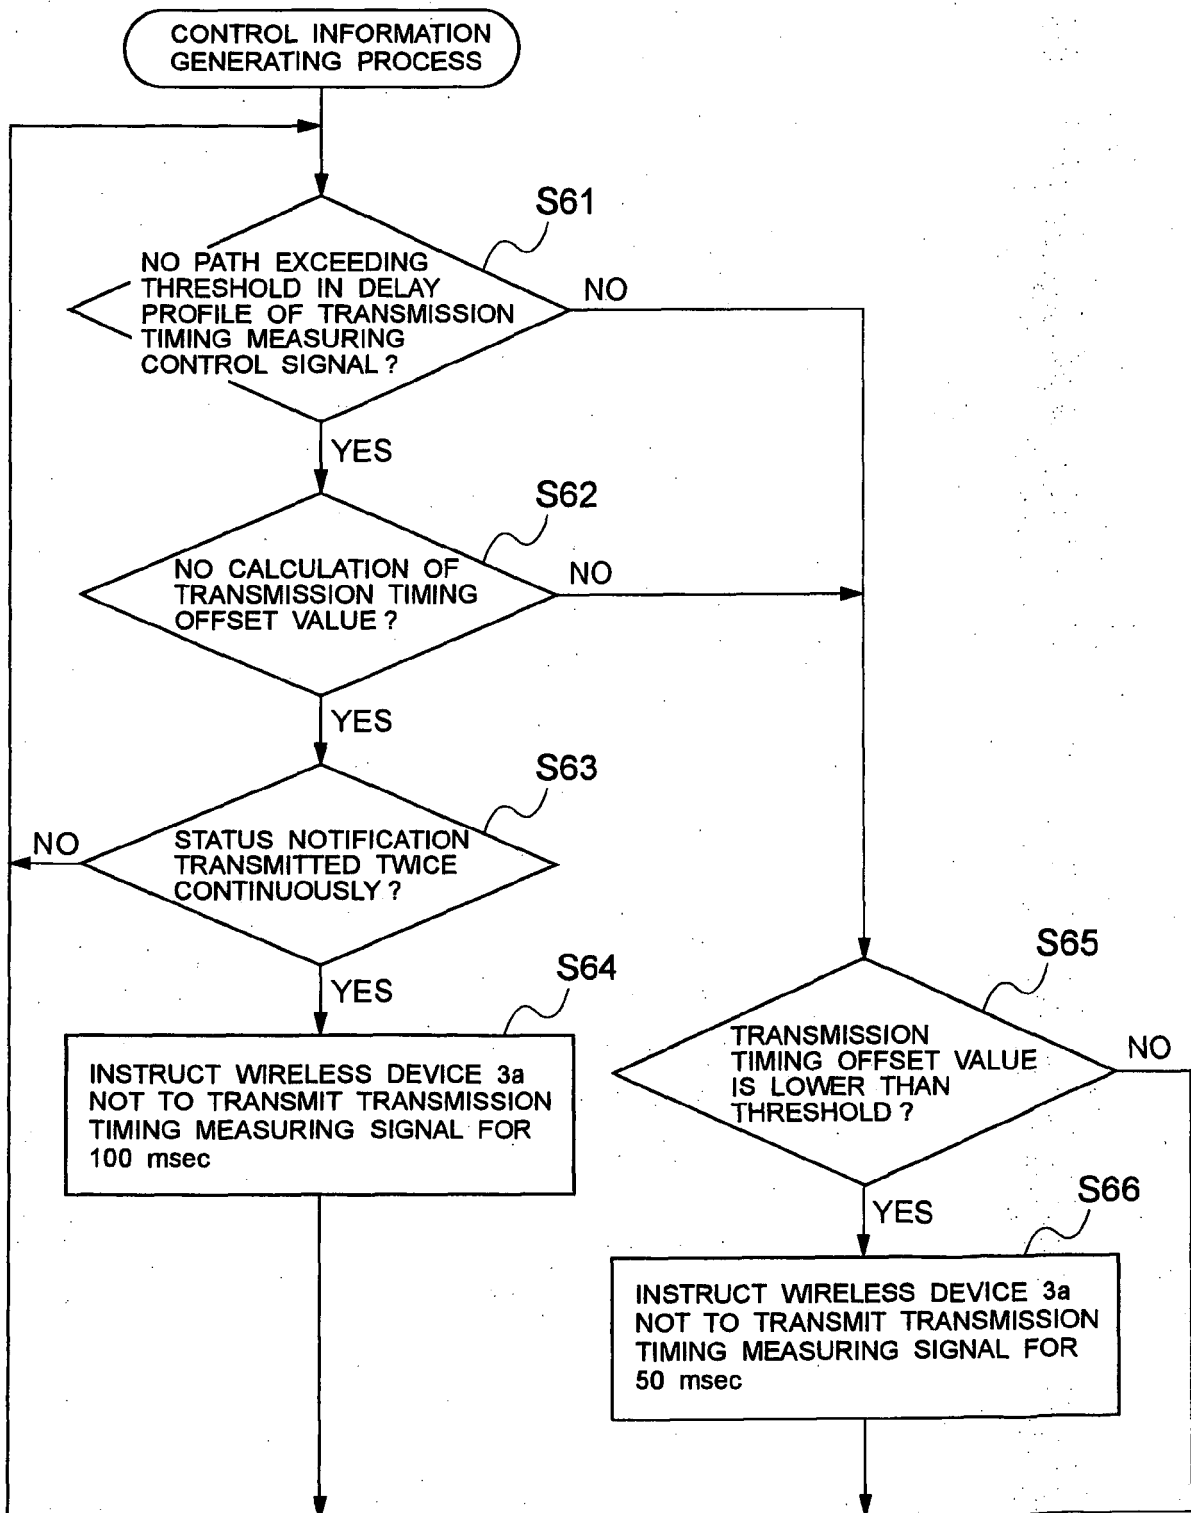 CONTROL INFORMATION
GENERATING PROCESS
S61
NO PATH EXCEEDING
THRESHOLD IN DELAY
PROFILE OF TRANSMISSION
TIMING MEASURING
CONTROL SIGNAL ?
NO
YES
S62
NO CALCULATION OF
TRANSMISSION TIMING
OFFSET VALUE ?
NO
YES
S63
STATUS NOTIFICATION
TRANSMITTED TWICE
CONTINUOUSLY ?
NO
YES
S64
INSTRUCT WIRELESS DEVICE 3a
NOT TO TRANSMIT TRANSMISSION
TIMING MEASURING SIGNAL FOR
100 msec
S65
TRANSMISSION
TIMING OFFSET VALUE
IS LOWER THAN
THRESHOLD ?
NO
YES
S66
INSTRUCT WIRELESS DEVICE 3a
NOT TO TRANSMIT TRANSMISSION
TIMING MEASURING SIGNAL FOR
50 msec